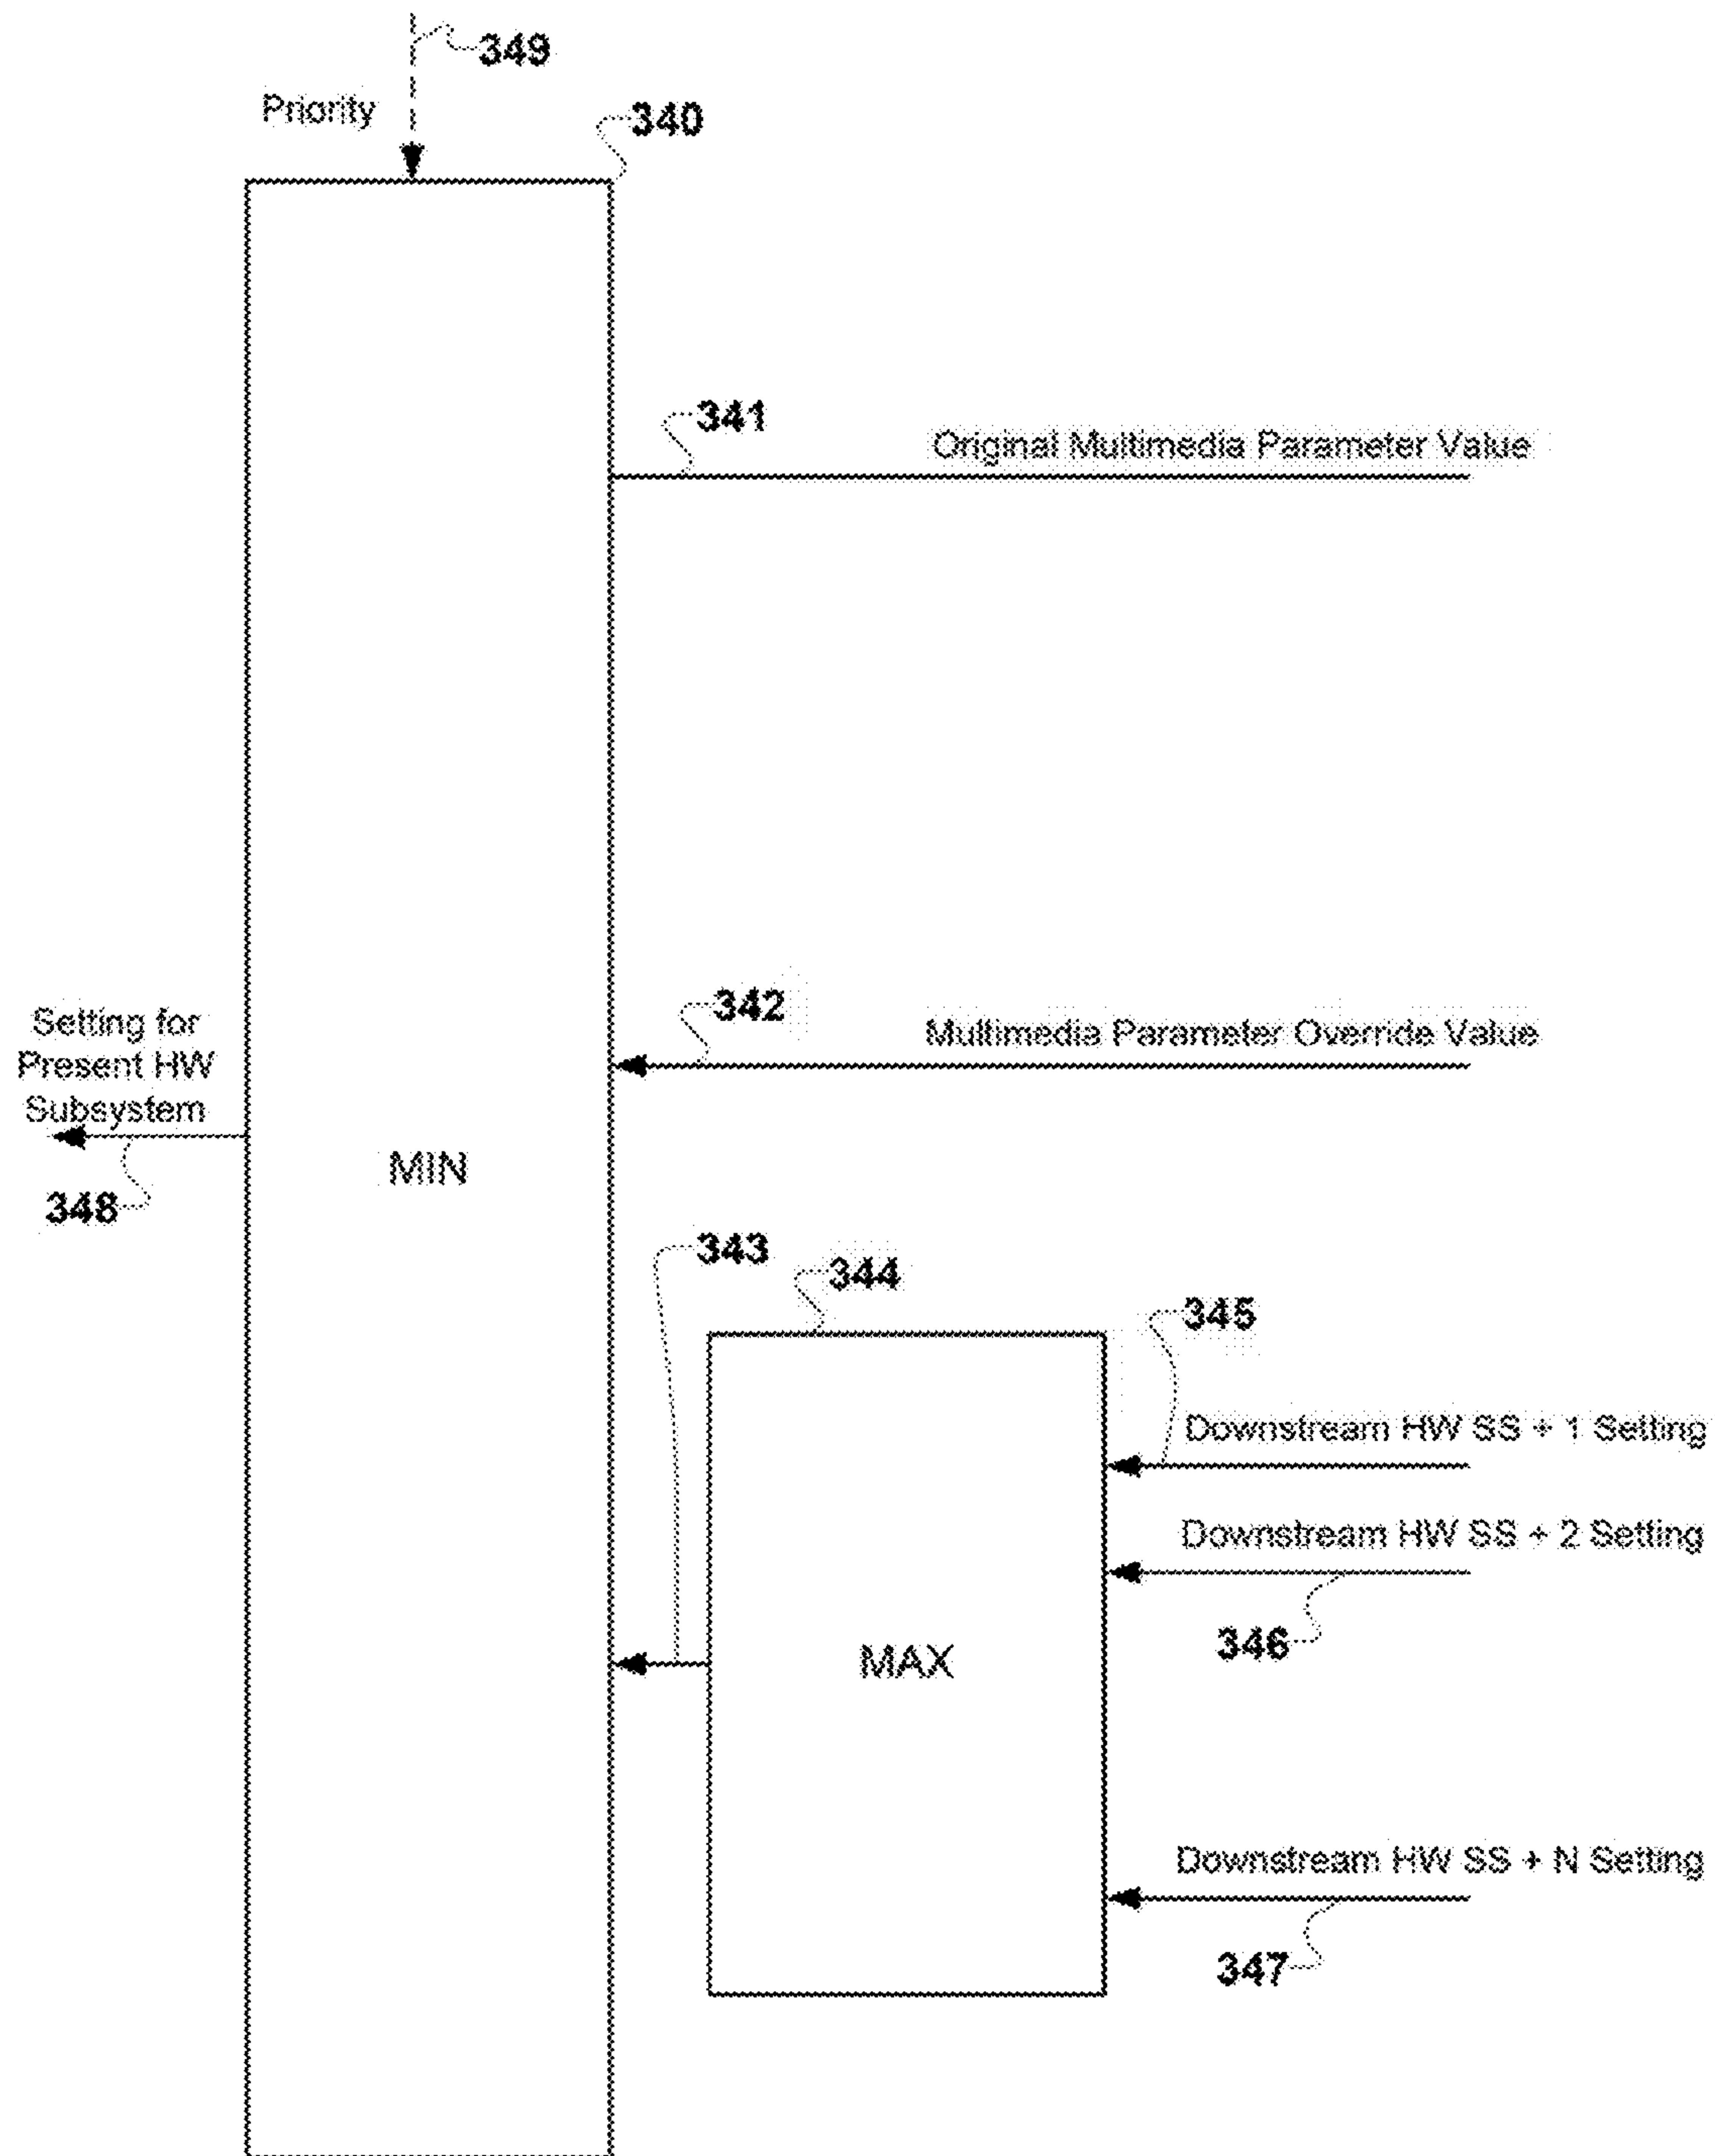 349
Priority
340
341
Original Multimedia Parameter Value
342
Multimedia Parameter Override Value
Setting for
Present HW
Subsystem
MIN
348
343
344
345
Downstream HW SS + 1 Setting
Downstream HW SS + 2 Setting
346
MAX
Downstream HW SS + N Setting
347